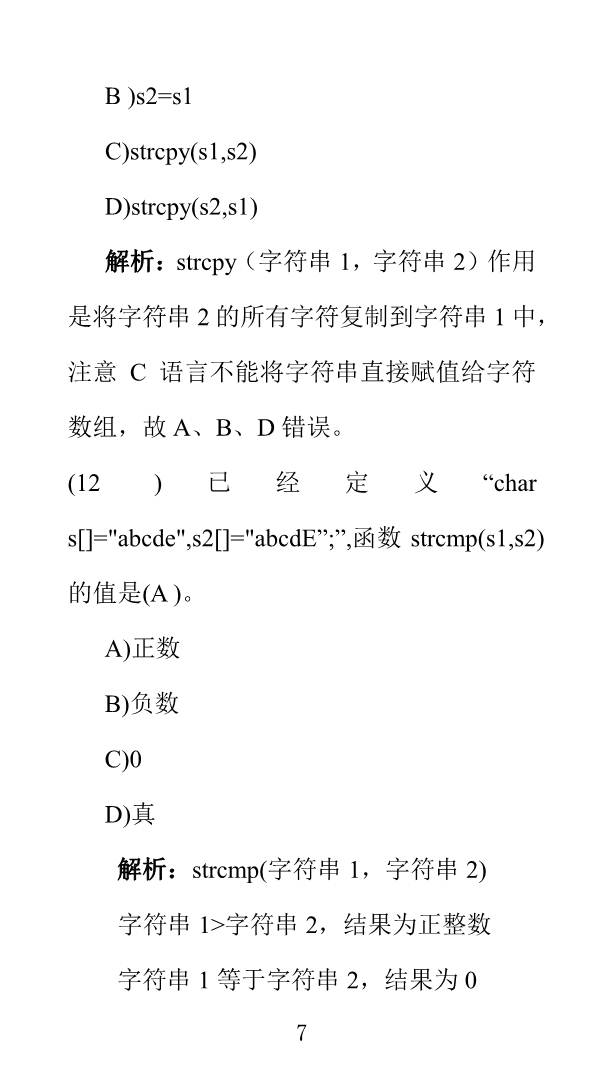 B )s2=s1
C)strcpy(s1,s2)
D)strcpy(s2,s1)
解析：strcpy（字符串 1，字符串 2）作用
是将字符串 2 的所有字符复制到字符串 1 中，
注意 C 语言不能将字符串直接赋值给字符
数组，故 A、B、D 错误。
(12 ) 已 经 定 义 “char
s[]="abcde",s2[]="abcdE”;”,函数 strcmp(s1,s2)
的值是(A )。
A)正数
B)负数
C)0
D)真
解析：strcmp(字符串 1，字符串 2)
字符串 1>字符串 2，结果为正整数
字符串 1 等于字符串 2，结果为 0
7